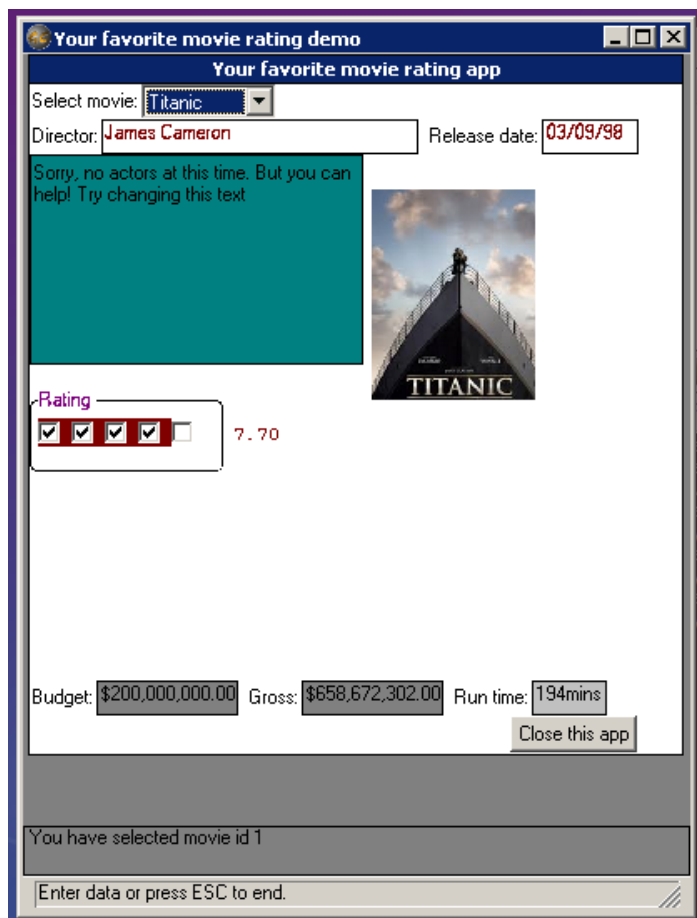 Your favorite movie rating demo
Your favorite movie rating app
Select movie: Titanic
Director: James Cameron Release date: 03/09/98
Sorry, no actors at this time. But you can
help! Try changing this text
TITANIC
Rating
7.70
Budget: $200,000,000.00 Gross: $658,672,302.00 Run time: 194mins
Close this app
You have selected movie id 1
Enter data or press ESC to end.